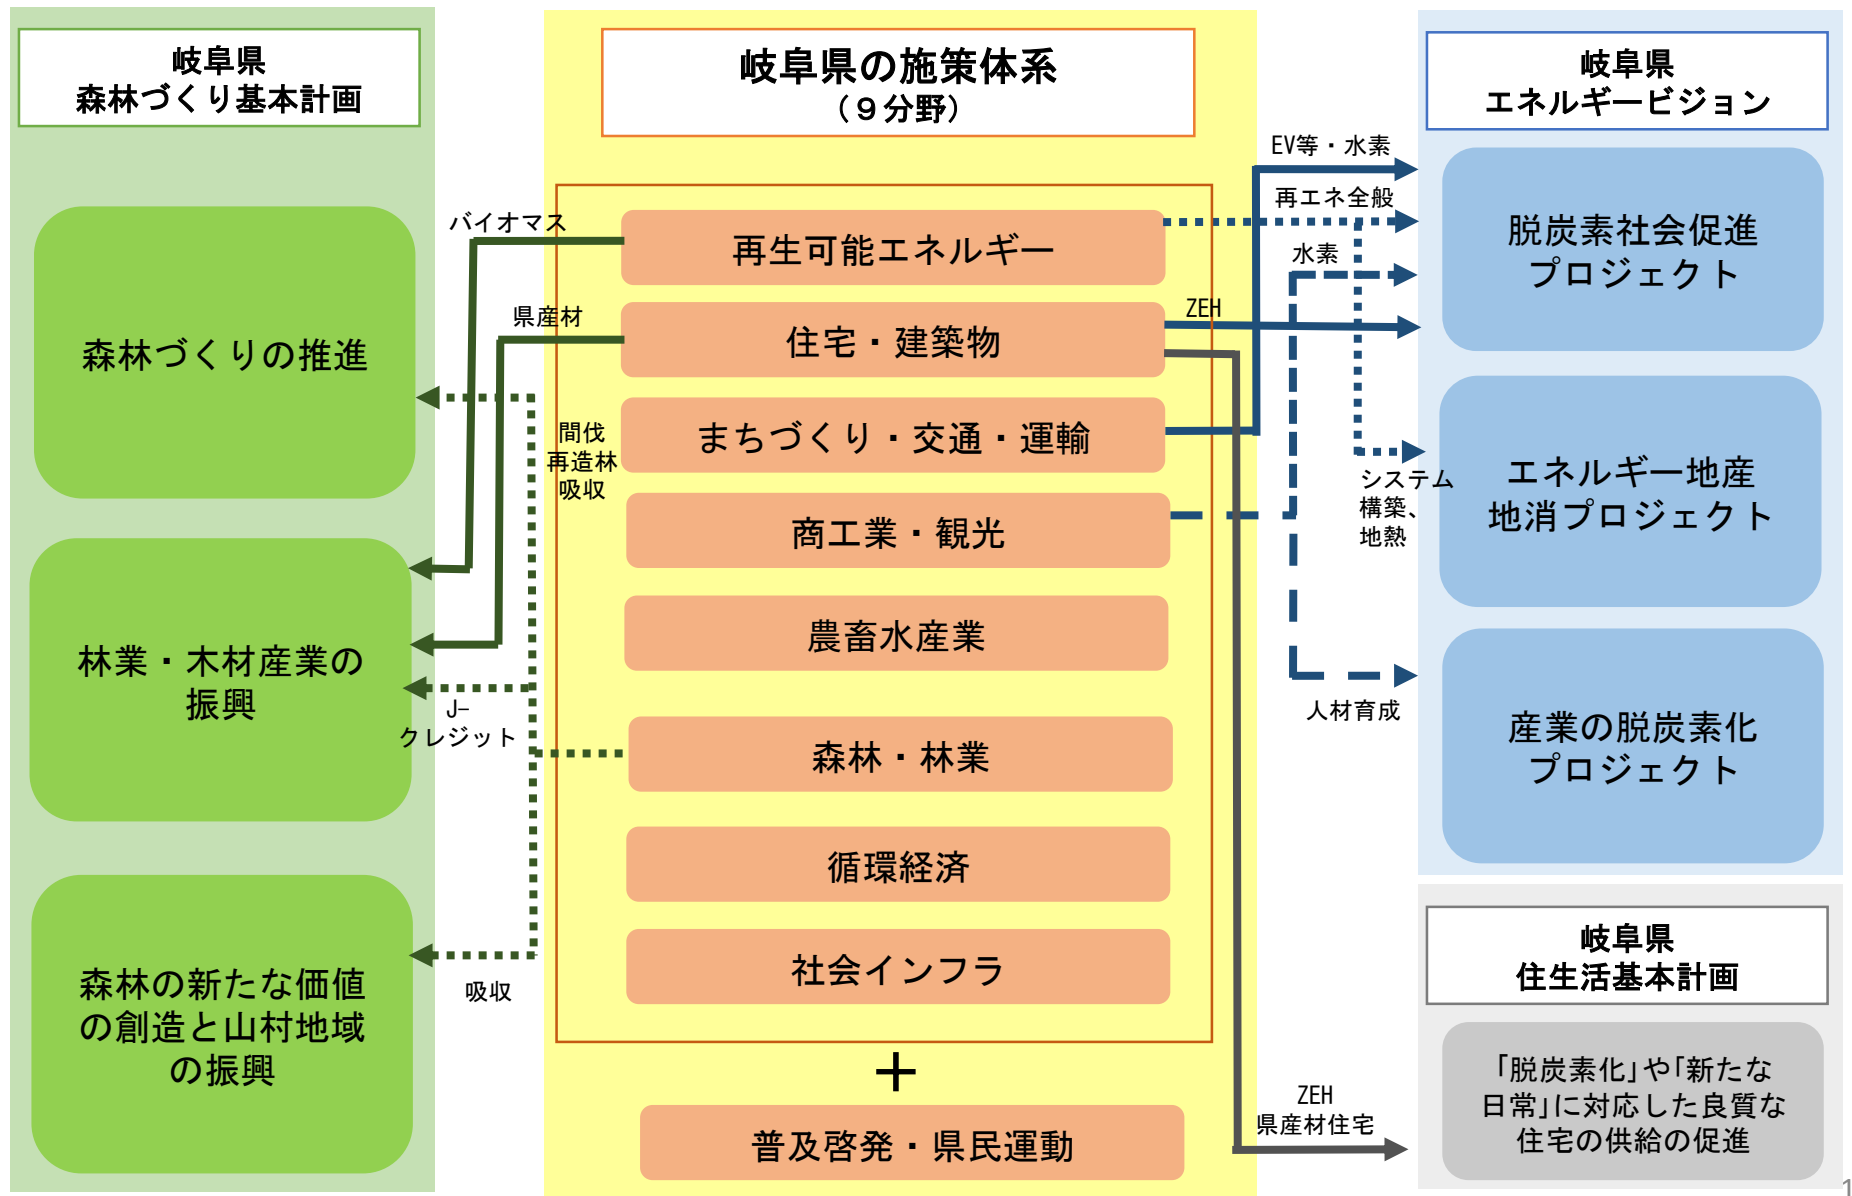 岐阜県
森林づくり基本計画
森林づくりの推進
林業・木材産業の
振興
森林の新たな価値
の創造と山村地域
の振興
バイオマス
県産材
間伐
再造林
吸収
J-
クレジット
吸収
岐阜県の施策体系
(９分野)
再生可能エネルギー
住宅・建築物
まちづくり・交通・運輸
商工業・観光
農畜水産業
森林・林業
循環経済
社会インフラ
＋
普及啓発・県民運動
EV等・水素
再エネ全般
水素
ZEH
システム
構築、
地熱
人材育成
ZEH
県産材住宅
岐阜県
エネルギービジョン
脱炭素社会促進
プロジェクト
エネルギー地産
地消プロジェクト
産業の脱炭素化
プロジェクト
岐阜県
住生活基本計画
「脱炭素化」や「新たな
日常」に対応した良質な
住宅の供給の促進
1